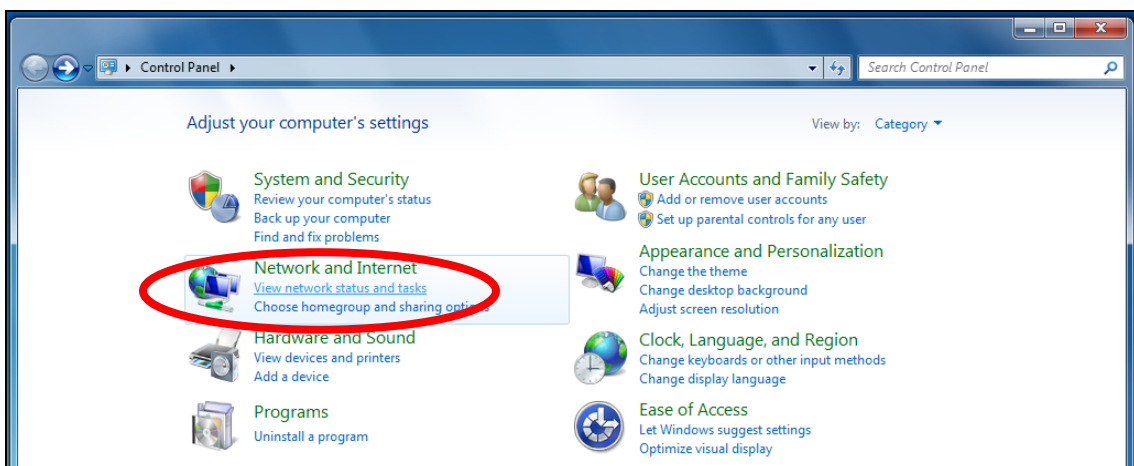 Control Panel
Search Control Panel
Adjust your computer's settings
View by: Category
System and Security
Review your computer's status
Back up your computer
Find and fix problems
Network and Internet
View network status and tasks
Choose homegroup and sharing options
Hardware and Sound
View devices and printers
Add a device
Programs
Uninstall a program
User Accounts and Family Safety
Add or remove user accounts
Set up parental controls for any user
Appearance and Personalization
Change the theme
Change desktop background
Adjust screen resolution
Clock, Language, and Region
Change keyboards or other input methods
Change display language
Ease of Access
Let Windows suggest settings
Optimize visual display